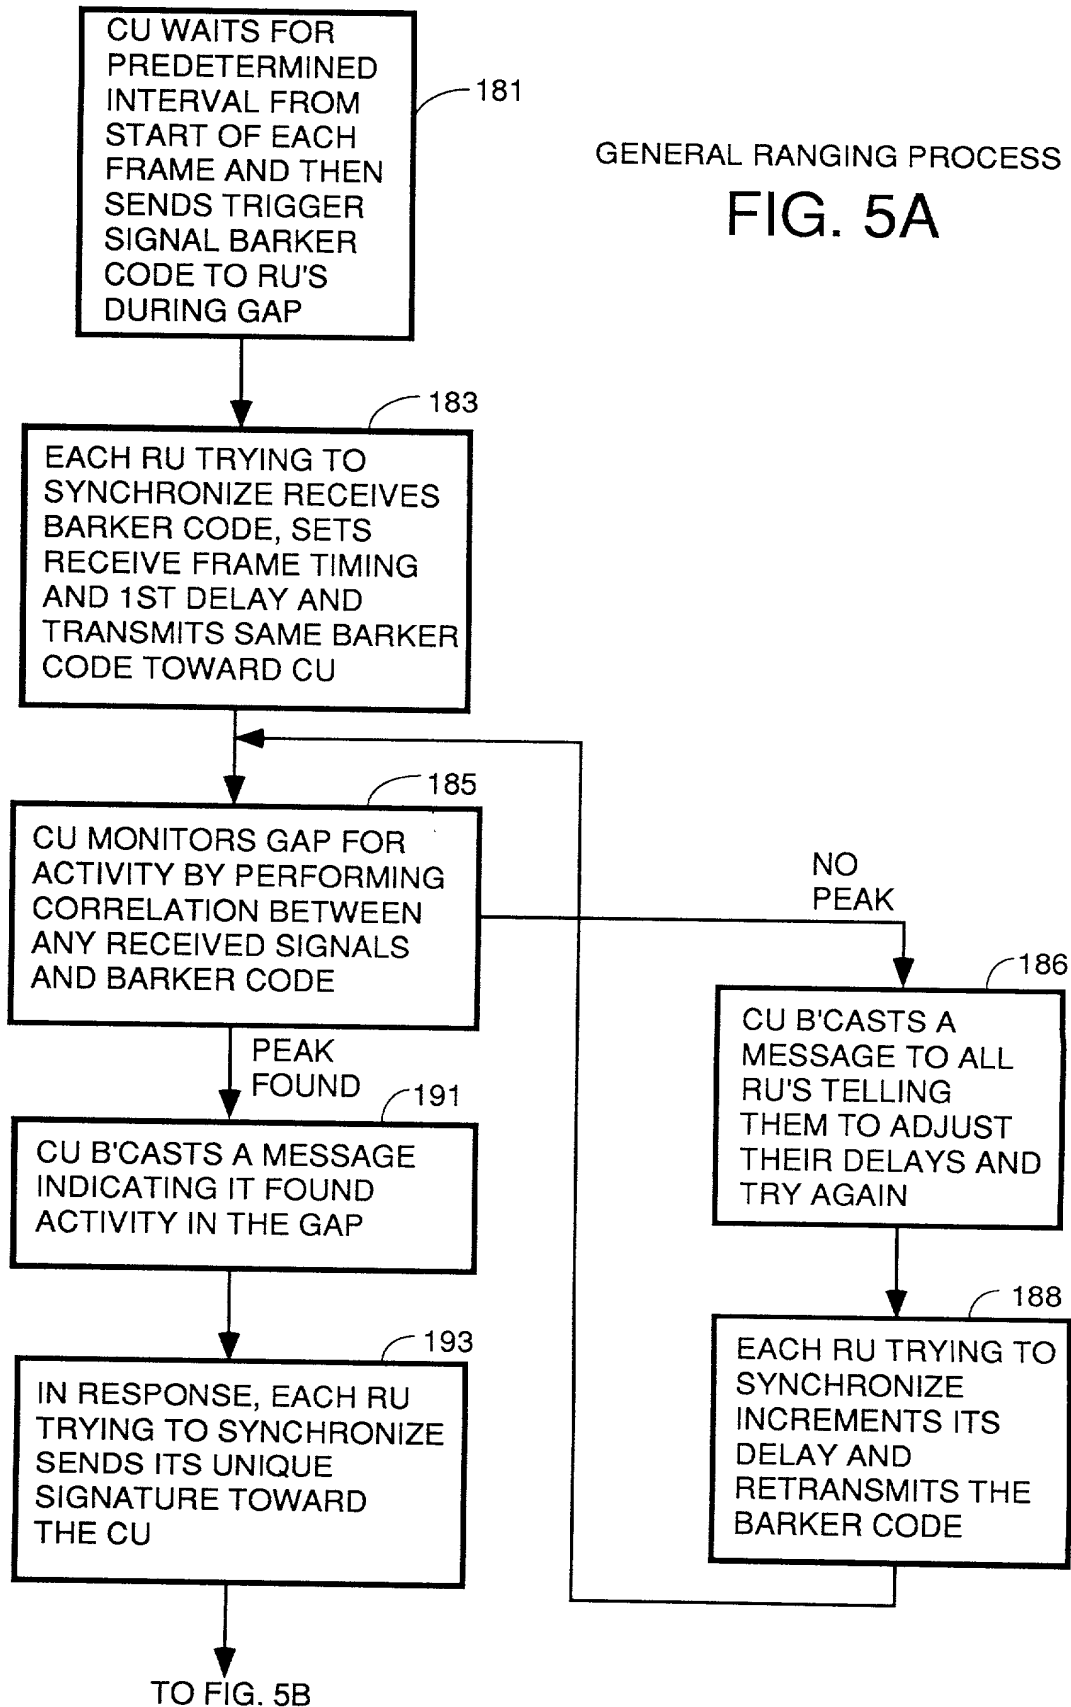 CU WAITS FOR
PREDETERMINED
INTERVAL FROM
START OF EACH
FRAME AND THEN
SENDS TRIGGER
SIGNAL BARKER
CODE TO RU'S
DURING GAP
181
GENERAL RANGING PROCESS
FIG. 5A
183
EACH RU TRYING TO
SYNCHRONIZE RECEIVES
BARKER CODE, SETS
RECEIVE FRAME TIMING
AND 1ST DELAY AND
TRANSMITS SAME BARKER
CODE TOWARD CU
185
CU MONITORS GAP FOR
ACTIVITY BY PERFORMING
CORRELATION BETWEEN
ANY RECEIVED SIGNALS
AND BARKER CODE
NO
PEAK
186
CU B'CASTS A
MESSAGE TO ALL
RU'S TELLING
THEM TO ADJUST
THEIR DELAYS AND
TRY AGAIN
PEAK
FOUND
191
CU B'CASTS A MESSAGE
INDICATING IT FOUND
ACTIVITY IN THE GAP
188
EACH RU TRYING TO
SYNCHRONIZE
INCREMENTS ITS
DELAY AND
RETRANSMITS THE
BARKER CODE
193
IN RESPONSE, EACH RU
TRYING TO SYNCHRONIZE
SENDS ITS UNIQUE
SIGNATURE TOWARD
THE CU
TO FIG. 5B